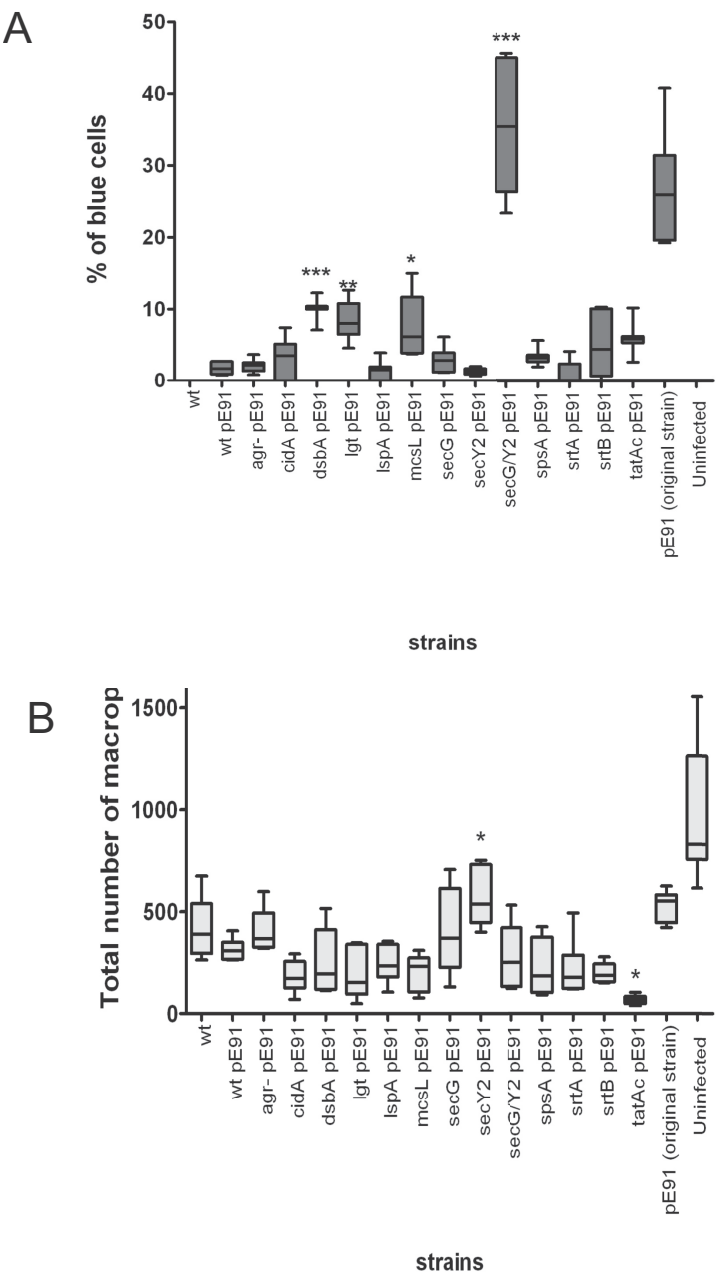 A
% of blue cells
50
40
30
20
10
0
***
**
*
***
wt
wt pE91
agr- pE91
cidA pE91
dsbA pE91
lgt pE91
lspA pE91
mcsL pE91
secG pE91
secY2 pE91
secG/Y2 pE91
spsA pE91
srtA pE91
srtB pE91
tatAc pE91
pE91 (original strain)
Uninfected
strains
B
Total number of macrop
1500
1000
500
0
*
*
wt
wt pE91
agr- pE91
cidA pE91
dsbA pE91
lgt pE91
lspA pE91
mcsL pE91
secG pE91
secY2 pE91
secG/Y2 pE91
spsA pE91
srtA pE91
srtB pE91
tatAc pE91
pE91 (original strain)
Uninfected
strains